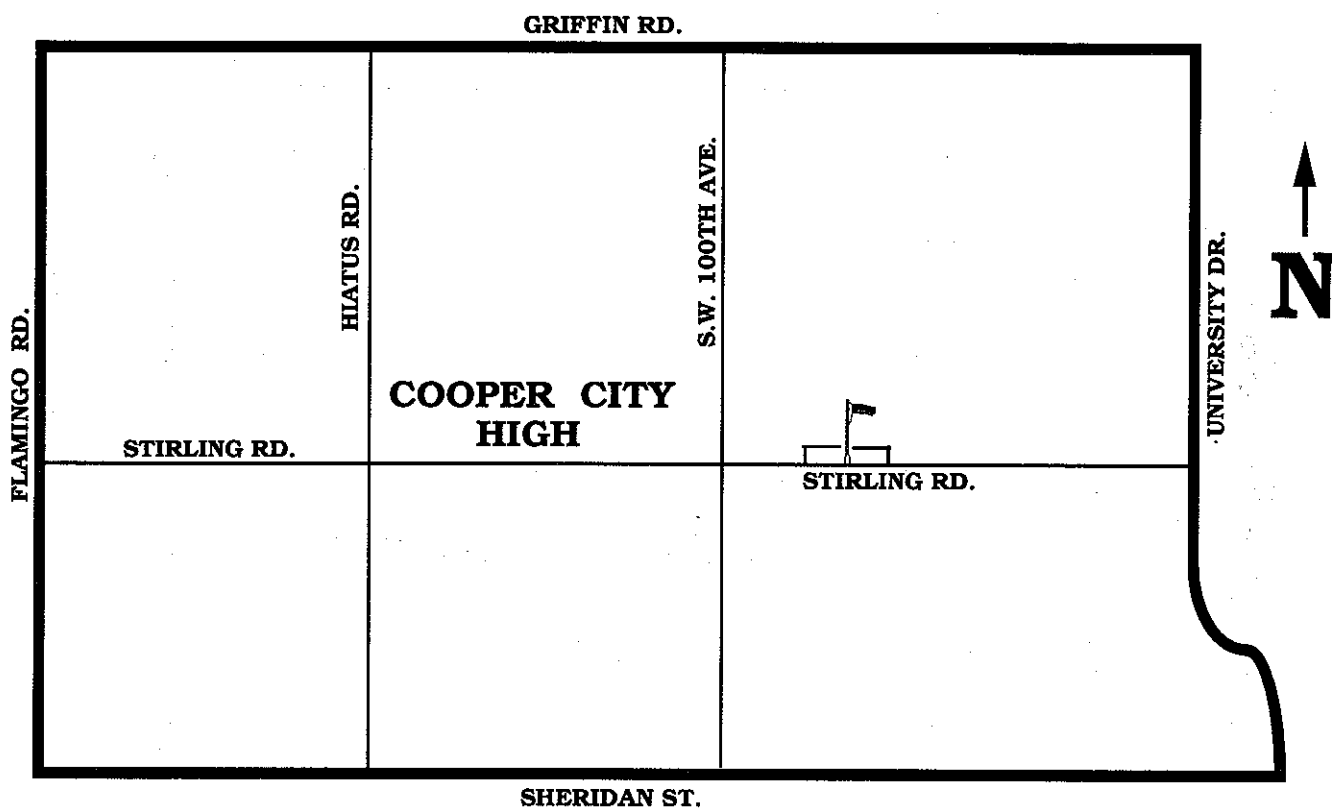 GRIFFIN RD.
HIATUS RD.
S.W. 100TH AVE.
UNIVERSITY DR.
N
FLAMINGO RD.
COOPER CITY
HIGH
STIRLING RD.
STIRLING RD.
SHERIDAN ST.